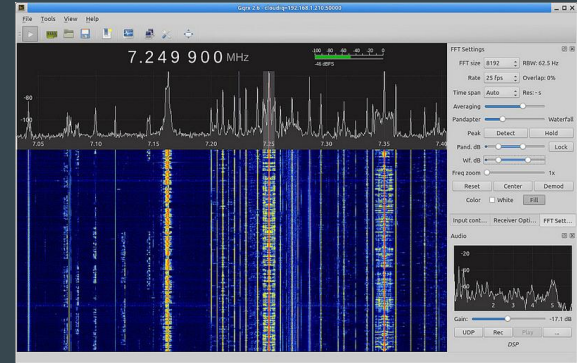 Gqrx 2.6 - cloudiq=192.168.1.210:50000
File Tools View Help
7.249 900 MHz
-100 -80 -60 -40 -20 0
-46 dBFS
-80
-100
7.05 7.10 7.15 7.20 7.25 7.30 7.35 7.40
FFT Settings
FFT size 8192 RBW: 62.5 Hz
Rate 25 fps Overlap: 0%
Time span Auto Res: - s
Averaging
Pandapter Waterfall
Peak Detect Hold
Pand. dB Lock
Wf. dB
Freq zoom 1x
Reset Center Demod
Color White Fill
Input cont... Receiver Opti... FFT Sett...
Audio
-20
1 2 3 4 5
Gain: -17.1 dB
UDP Rec Play ...
DSP